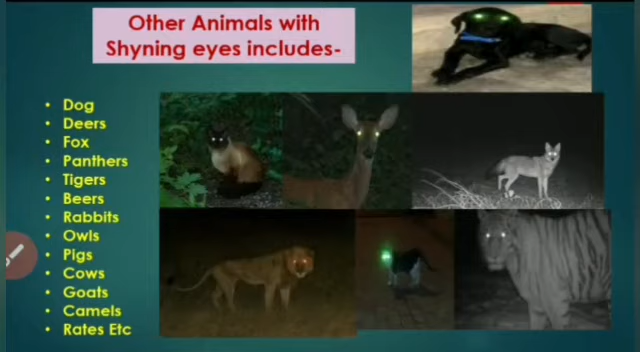 Other Animals with
Shyning eyes includes-
• Dog
• Deers
• Fox
• Panthers
• Tigers
• Beers
• Rabbits
• Owls
• Pigs
• Cows
• Goats
• Camels
• Rates Etc